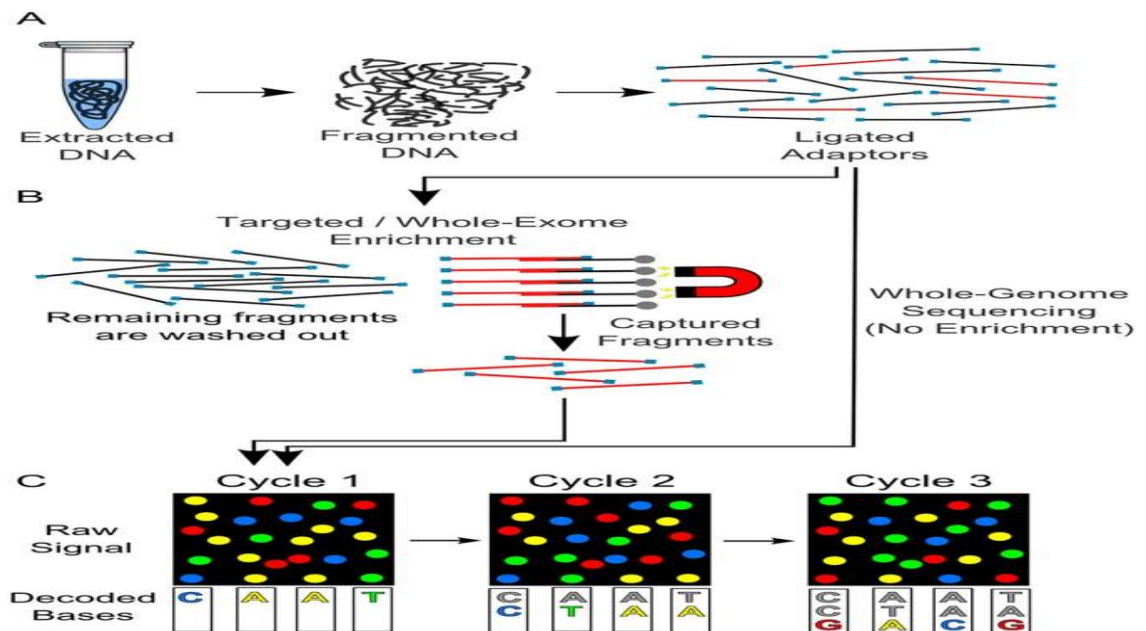 A
Extracted
DNA
Fragmented
DNA
Ligated
Adaptors
B
Targeted / Whole-Exome
Enrichment
Remaining fragments
are washed out
Captured
Fragments
Whole-Genome
Sequencing
(No Enrichment)
C
Cycle 1
Cycle 2
Cycle 3
Raw
Signal
Decoded
Bases
C A A T
C A A T
C T A A
C A A T
C T A A
G A C G